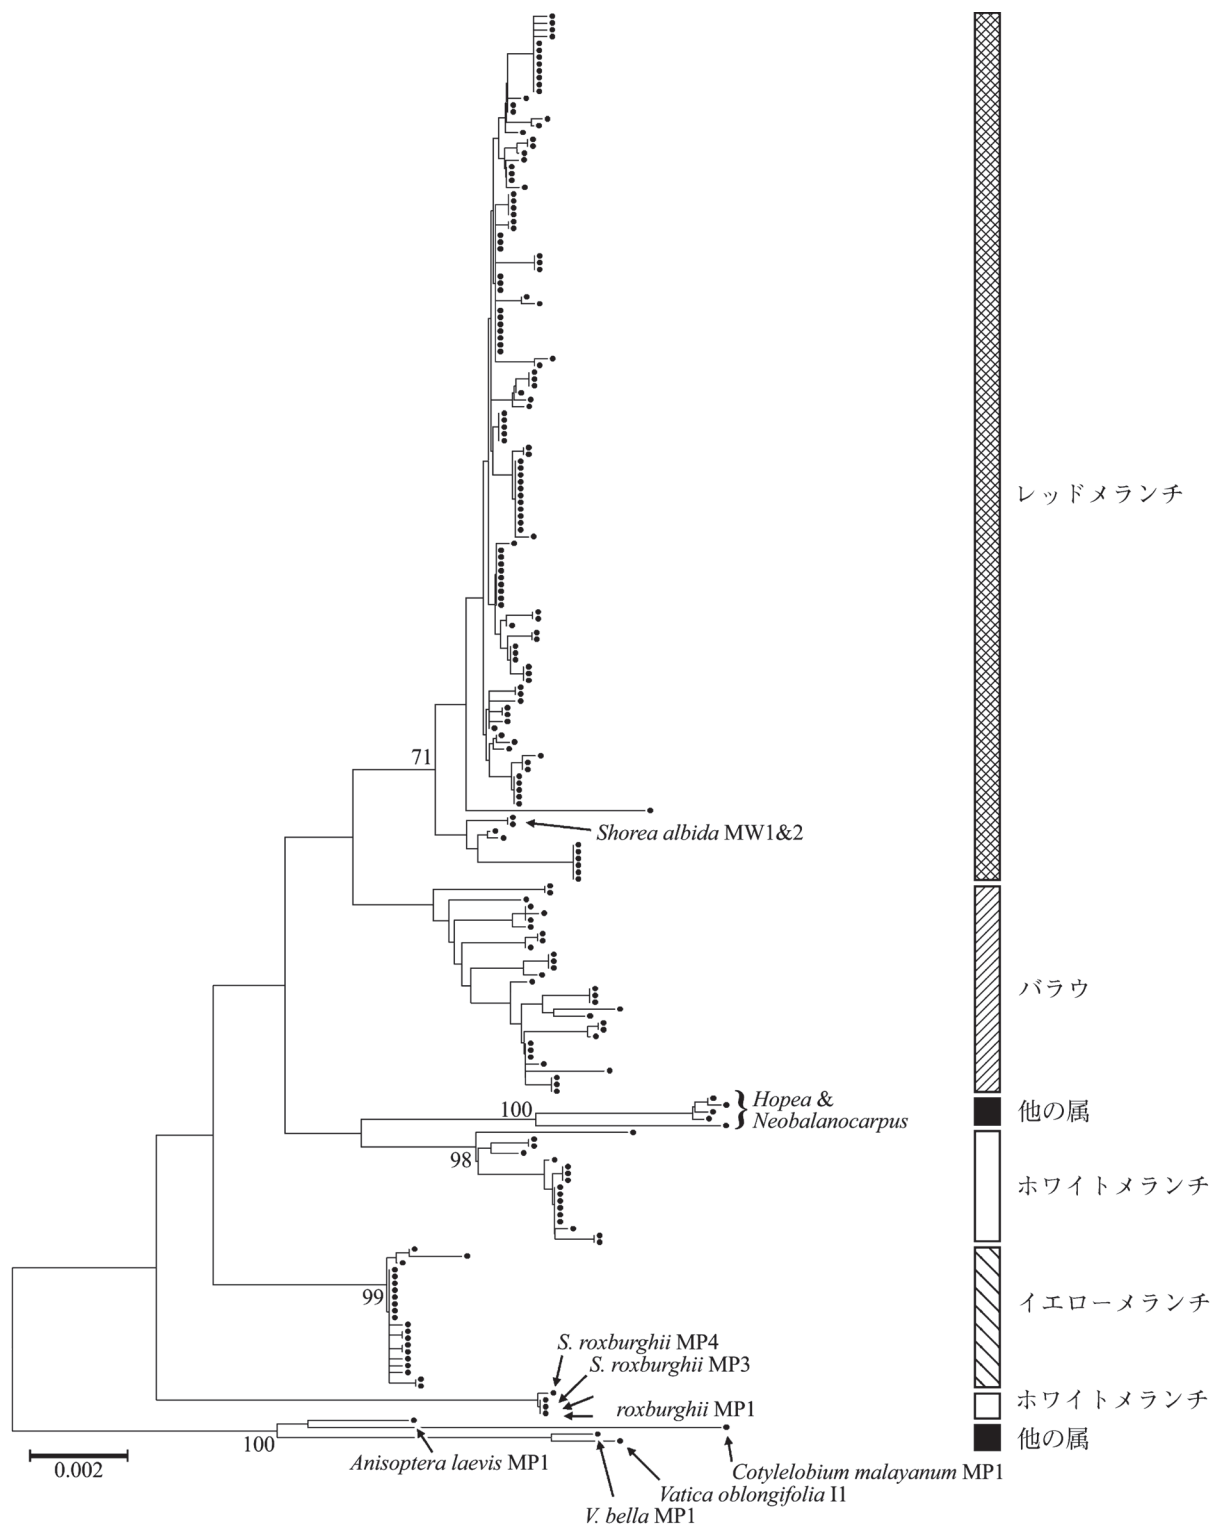 レッドメランチ
71
Shorea albida MW1&2
バラウ
100
Hopea &
Neobalanocarpus
他の属
98
ホワイトメランチ
99
イエローメランチ
S. roxburghii MP4
S. roxburghii MP3
roxburghii MP1
ホワイトメランチ
他の属
100
0.002
Anisoptera laevis MP1
Cotylelobium malayanum MP1
Vatica oblongifolia I1
V. bella MP1